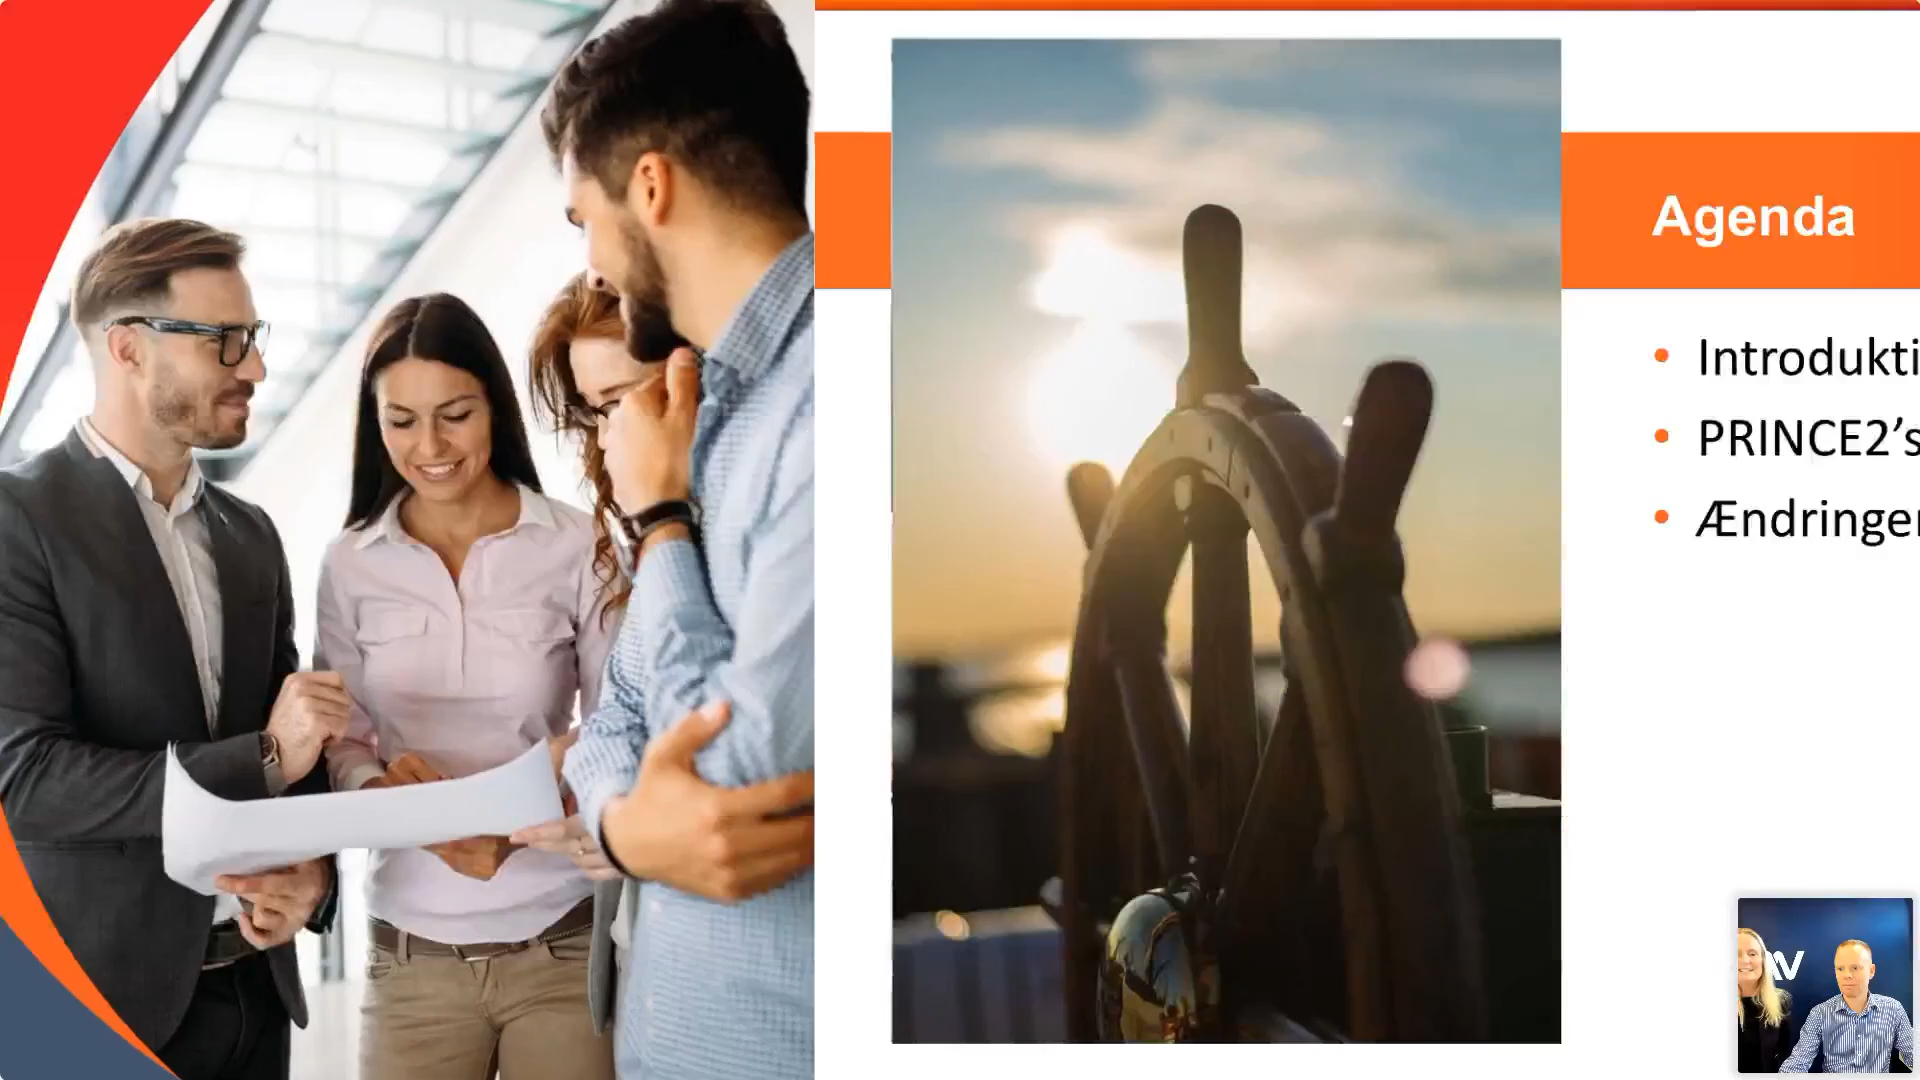 Agenda
• Introdukti
• PRINCE2’s
• Ændringer